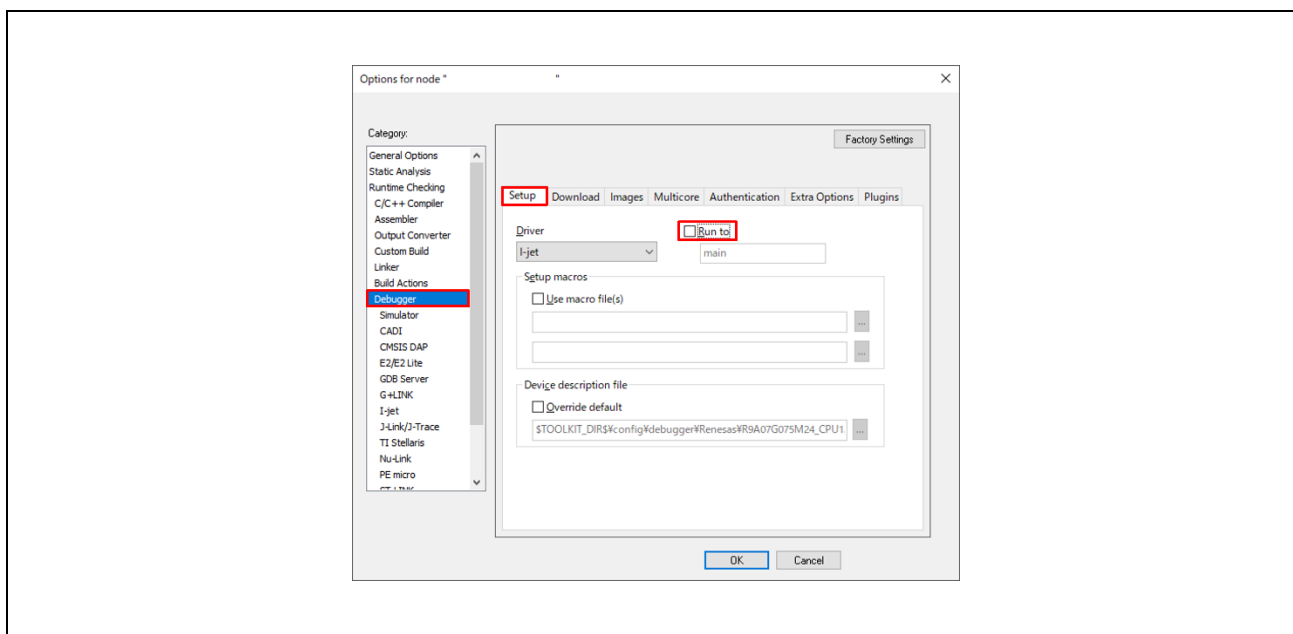 Options for node "                    "
Category:
Factory Settings
General Options
Static Analysis
Runtime Checking
C/C++ Compiler
Assembler
Output Converter
Custom Build
Linker
Build Actions
Debugger
Simulator
CADI
CMSIS DAP
E2/E2 Lite
GDB Server
G+LINK
I-jet
J-Link/J-Trace
TI Stellaris
Nu-Link
PE micro
ST-LINK
Setup Download Images Multicore Authentication Extra Options Plugins
Driver
Run to
I-jet
main
Setup macros
Use macro file(s)
...
...
Device description file
Override default
$TOOLKIT_DIR$¥config¥debugger¥Renesas¥R9A07G075M24_CPU1.
...
OK Cancel